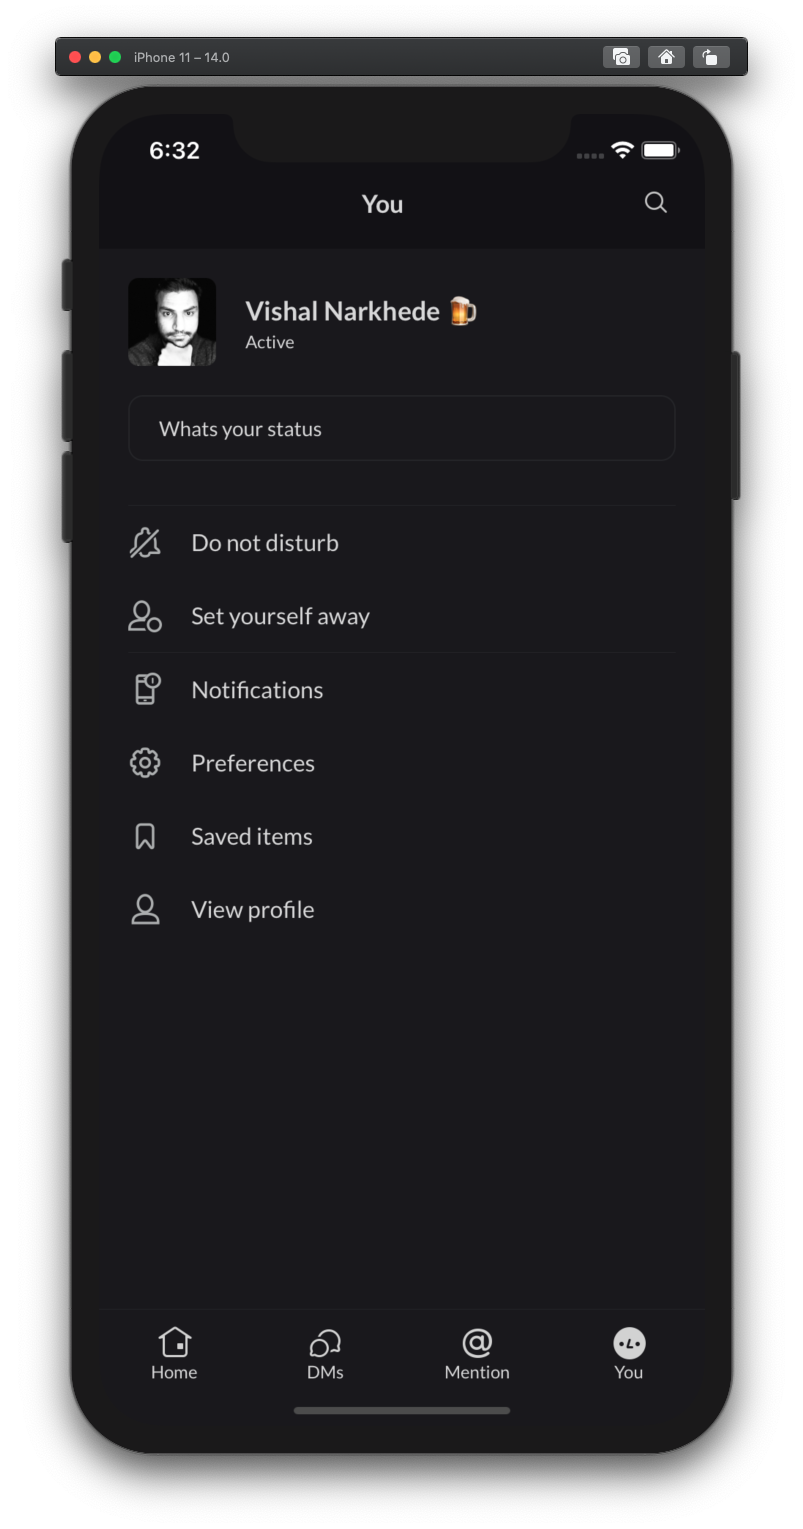 iPhone 11 – 14.0
6:32
You
Vishal Narkhede 🍺
Active
Whats your status
Do not disturb
Set yourself away
Notifications
Preferences
Saved items
View profile
Home
DMs
Mention
You